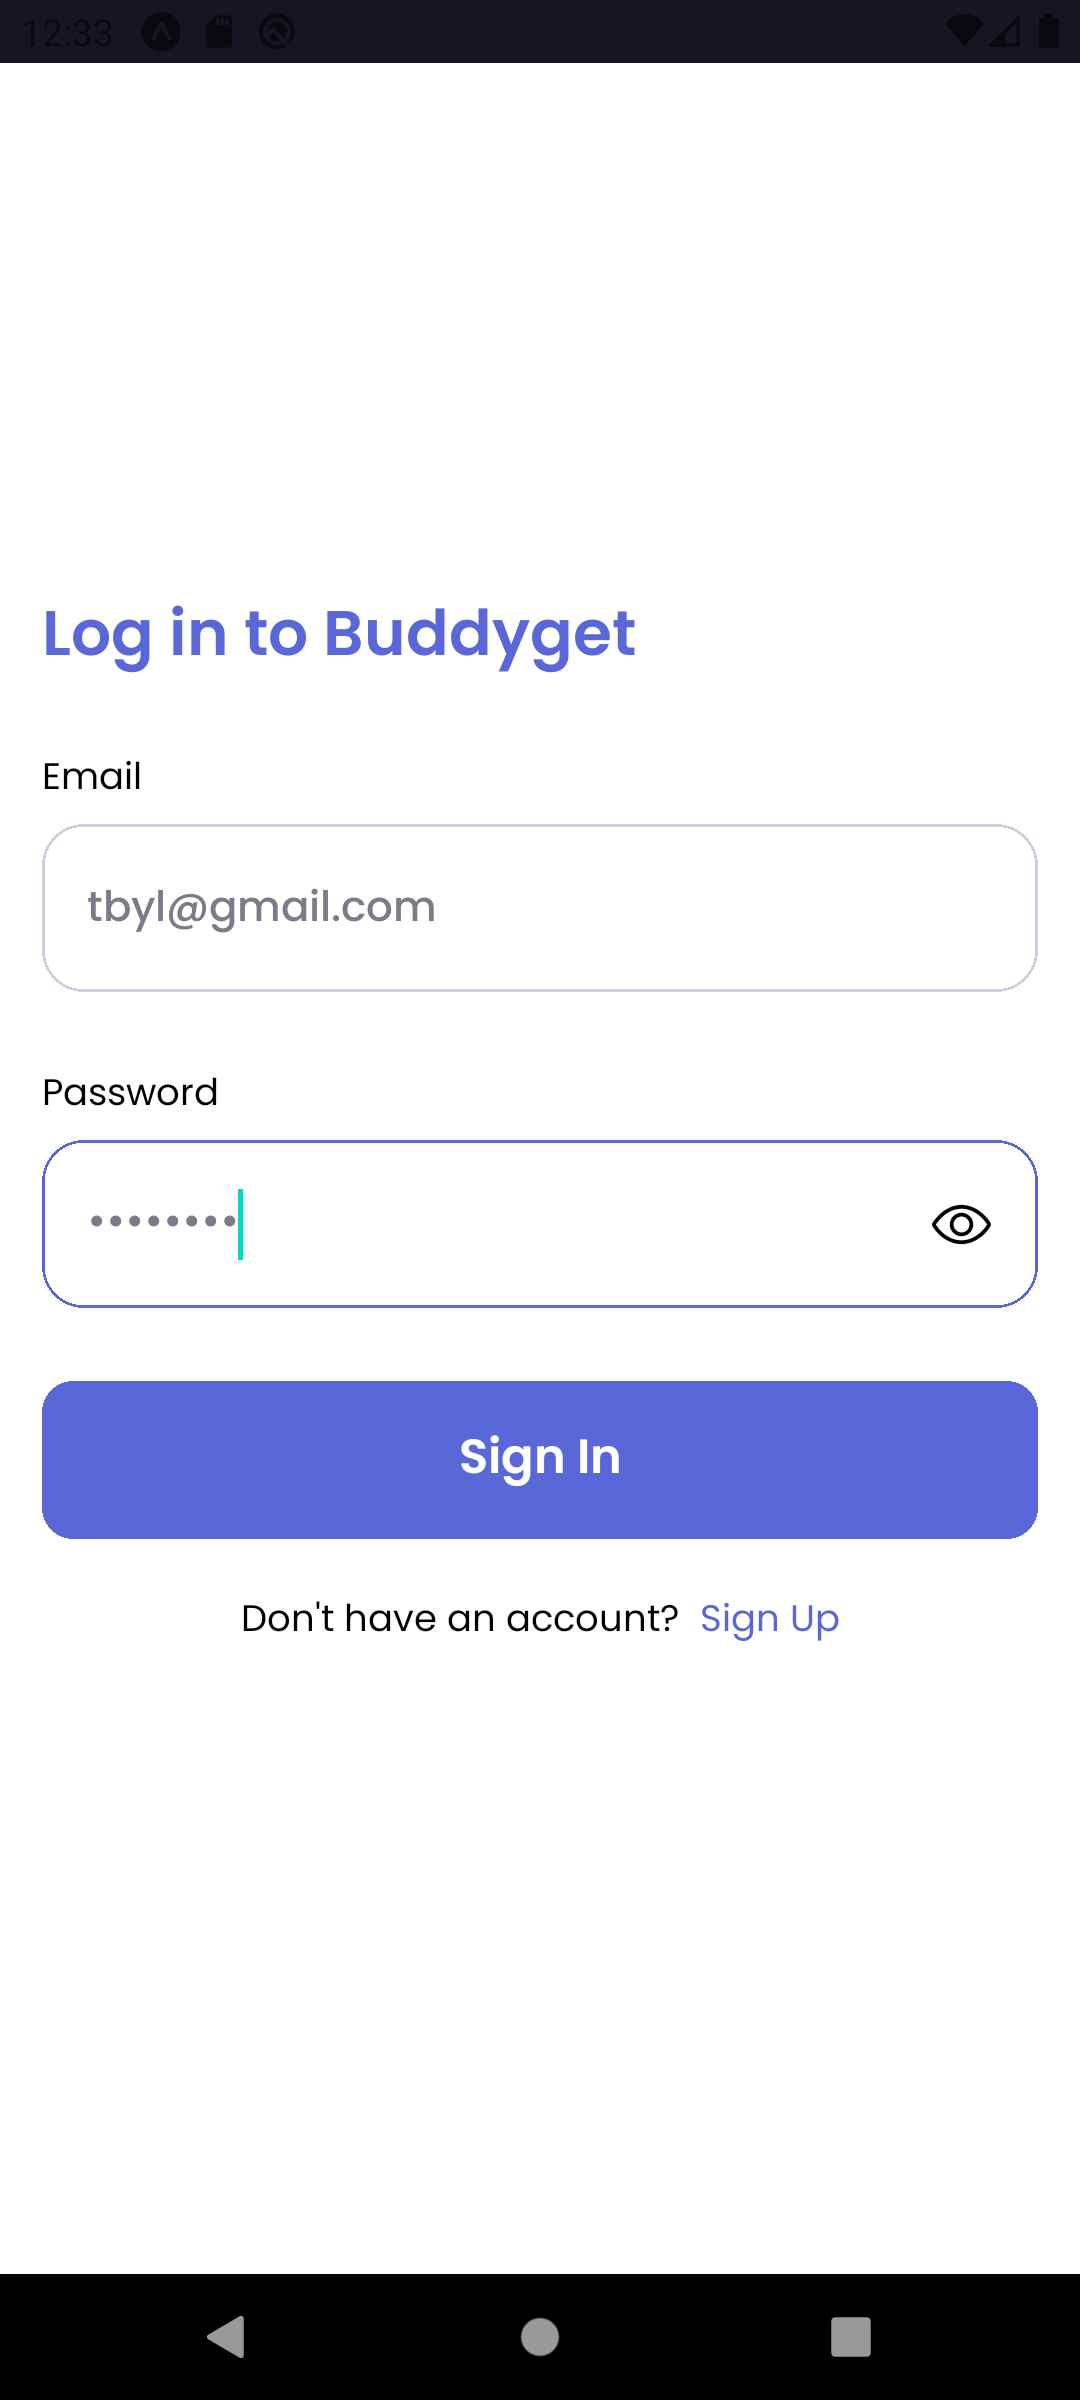 12:33
Log in to Buddyget
Email
tbyl@gmail.com
Password
••••••••
Sign In
Don't have an account? Sign Up